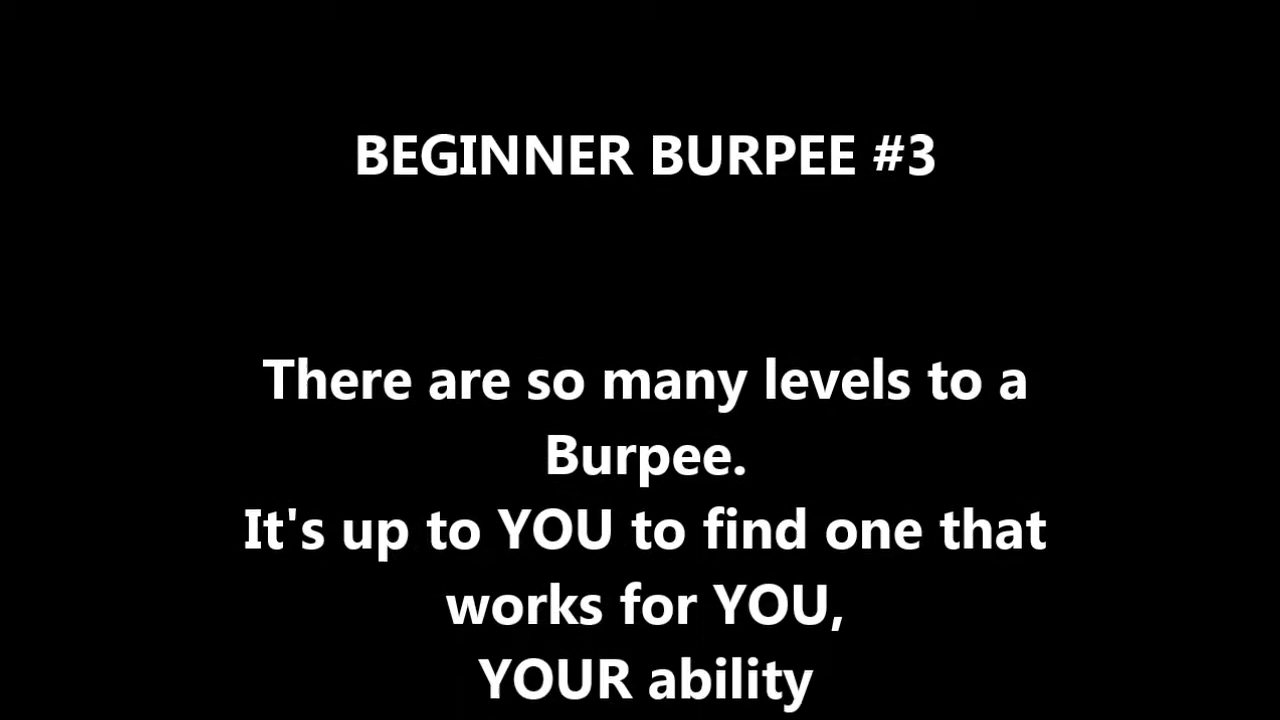 BEGINNER BURPEE #3
There are so many levels to a
Burpee.
It's up to YOU to find one that
works for YOU,
YOUR ability